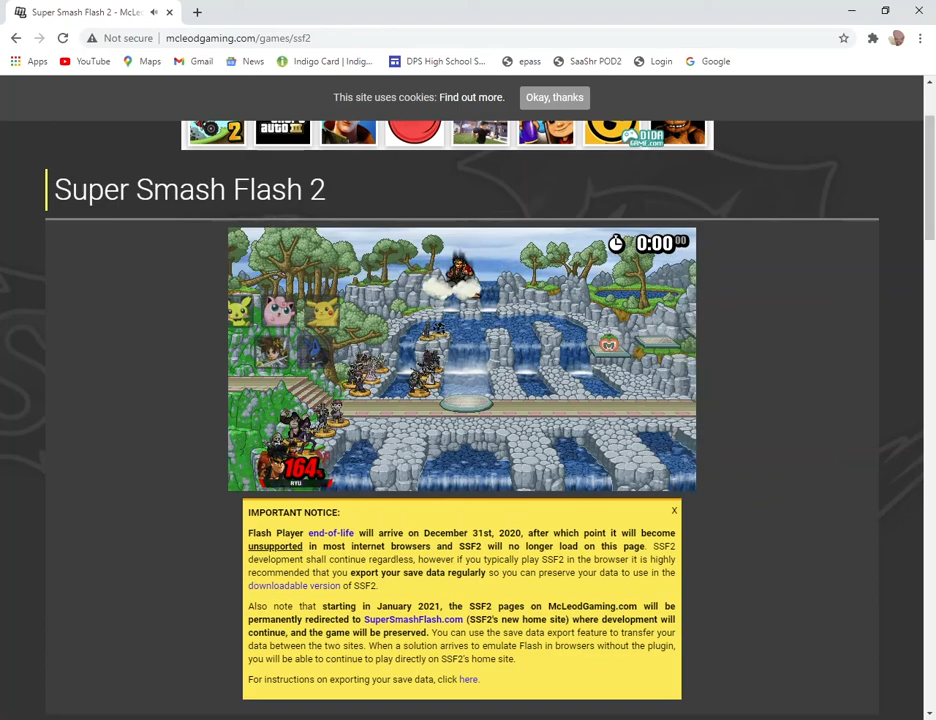 Super Smash Flash 2 - McLe
Not secure
mcleodgaming.com/games/ssf2
Apps
YouTube
Maps
Gmail
News
Indigo Card | Indig...
DPS High School S...
epass
SaaShr POD2
Login
Google
This site uses cookies: Find out more.
Okay, thanks
2
III
DIDA
GAME.com
Super Smash Flash 2
0:00 00
164%
RYU
IMPORTANT NOTICE:
X
Flash Player end-of-life will arrive on December 31st, 2020, after which point it will become
unsupported in most internet browsers and SSF2 will no longer load on this page. SSF2
development shall continue regardless, however if you typically play SSF2 in the browser it is highly
recommended that you export your save data regularly so you can preserve your data to use in the
downloadable version of SSF2.
Also note that starting in January 2021, the SSF2 pages on McLeodGaming.com will be
permanently redirected to SuperSmashFlash.com (SSF2's new home site) where development will
continue, and the game will be preserved. You can use the save data export feature to transfer your
data between the two sites. When a solution arrives to emulate Flash in browsers without the plugin,
you will be able to continue to play directly on SSF2's home site.
For instructions on exporting your save data, click here.